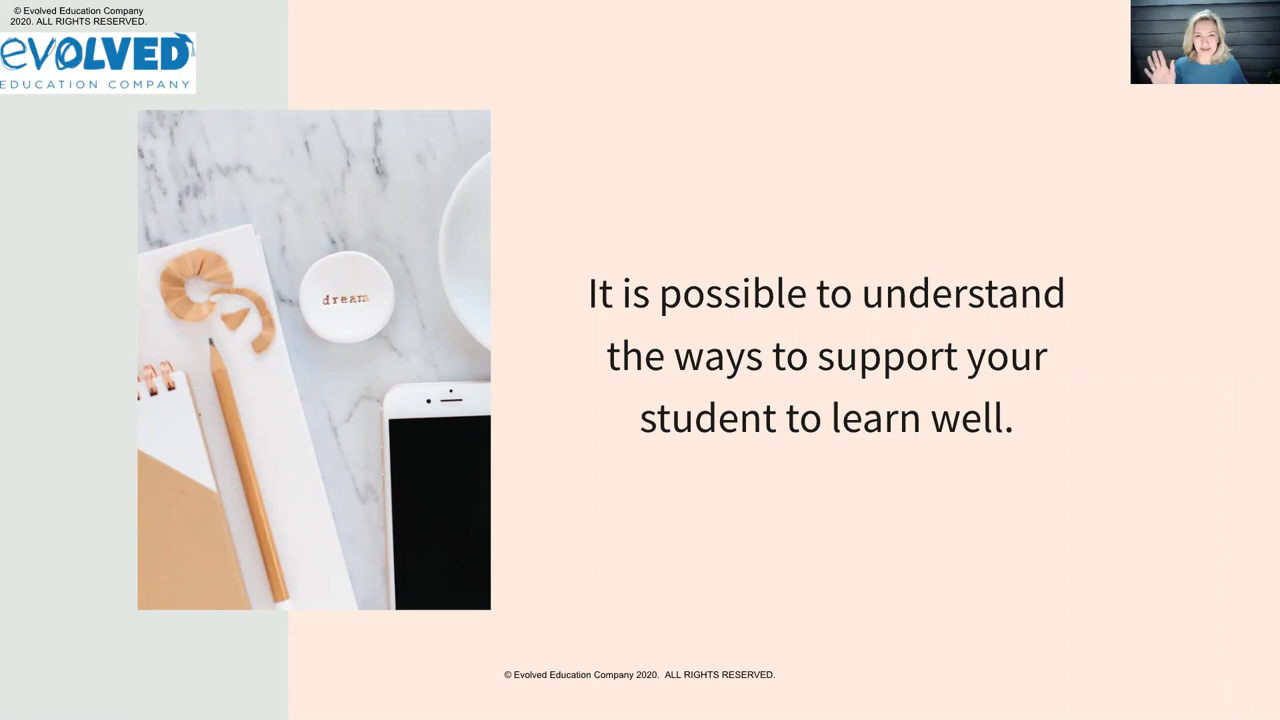 © Evolved Education Company
2020. ALL RIGHTS RESERVED.
evOLVED
EDUCATION COMPANY
dream
It is possible to understand
the ways to support your
student to learn well.
© Evolved Education Company 2020.  ALL RIGHTS RESERVED.